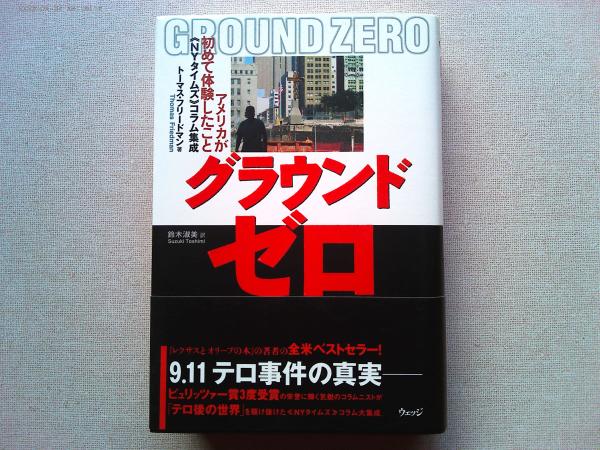 GROUND ZERO
アメリカが
初めて体験したこと
《NYタイムズ》コラム集成
トーマス・フリードマン 著
Thomas Friedman
グラウンド
ゼロ
鈴木淑美 訳
Suzuki Toshimi
『レクサスとオリーブの木』の著者の全米ベストセラー!
9.11 テロ事件の真実――
ピュリッツァー賞3度受賞の栄誉に輝く気鋭のコラムニストが
「テロ後の世界」を駆け抜けた≪NYタイムズ≫コラム大集成
ウェッジ